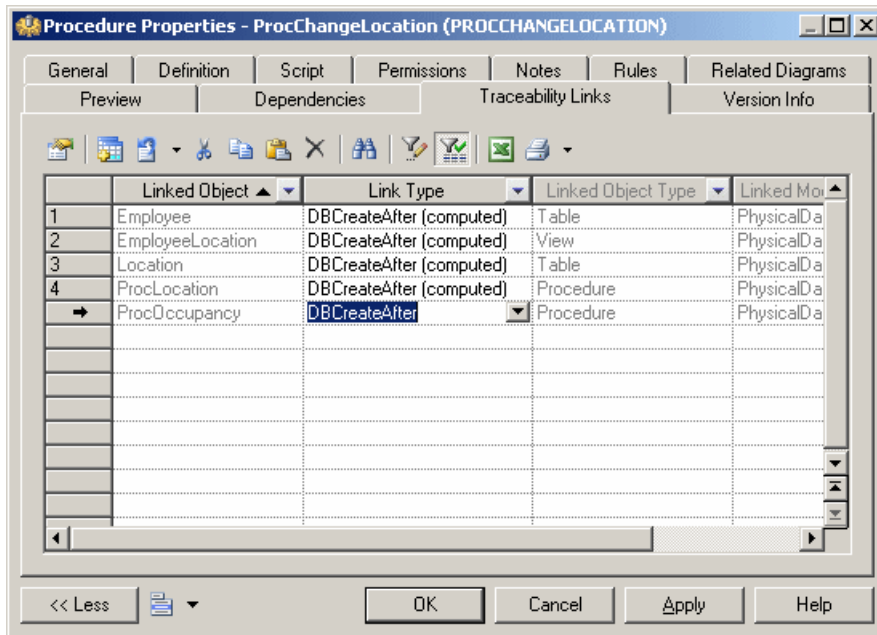 Procedure Properties - ProcChangeLocation (PROCCHANGELOCATION)
General Definition Script Permissions Notes Rules Related Diagrams
Preview Dependencies Traceability Links Version Info
Linked Object Link Type Linked Object Type Linked Mo
1 Employee DBCreateAfter (computed) Table PhysicalDa
2 EmployeeLocation DBCreateAfter (computed) View PhysicalDa
3 Location DBCreateAfter (computed) Table PhysicalDa
4 ProcLocation DBCreateAfter (computed) Procedure PhysicalDa
ProcOccupancy DBCreateAfter Procedure PhysicalDa
<< Less OK Cancel Apply Help